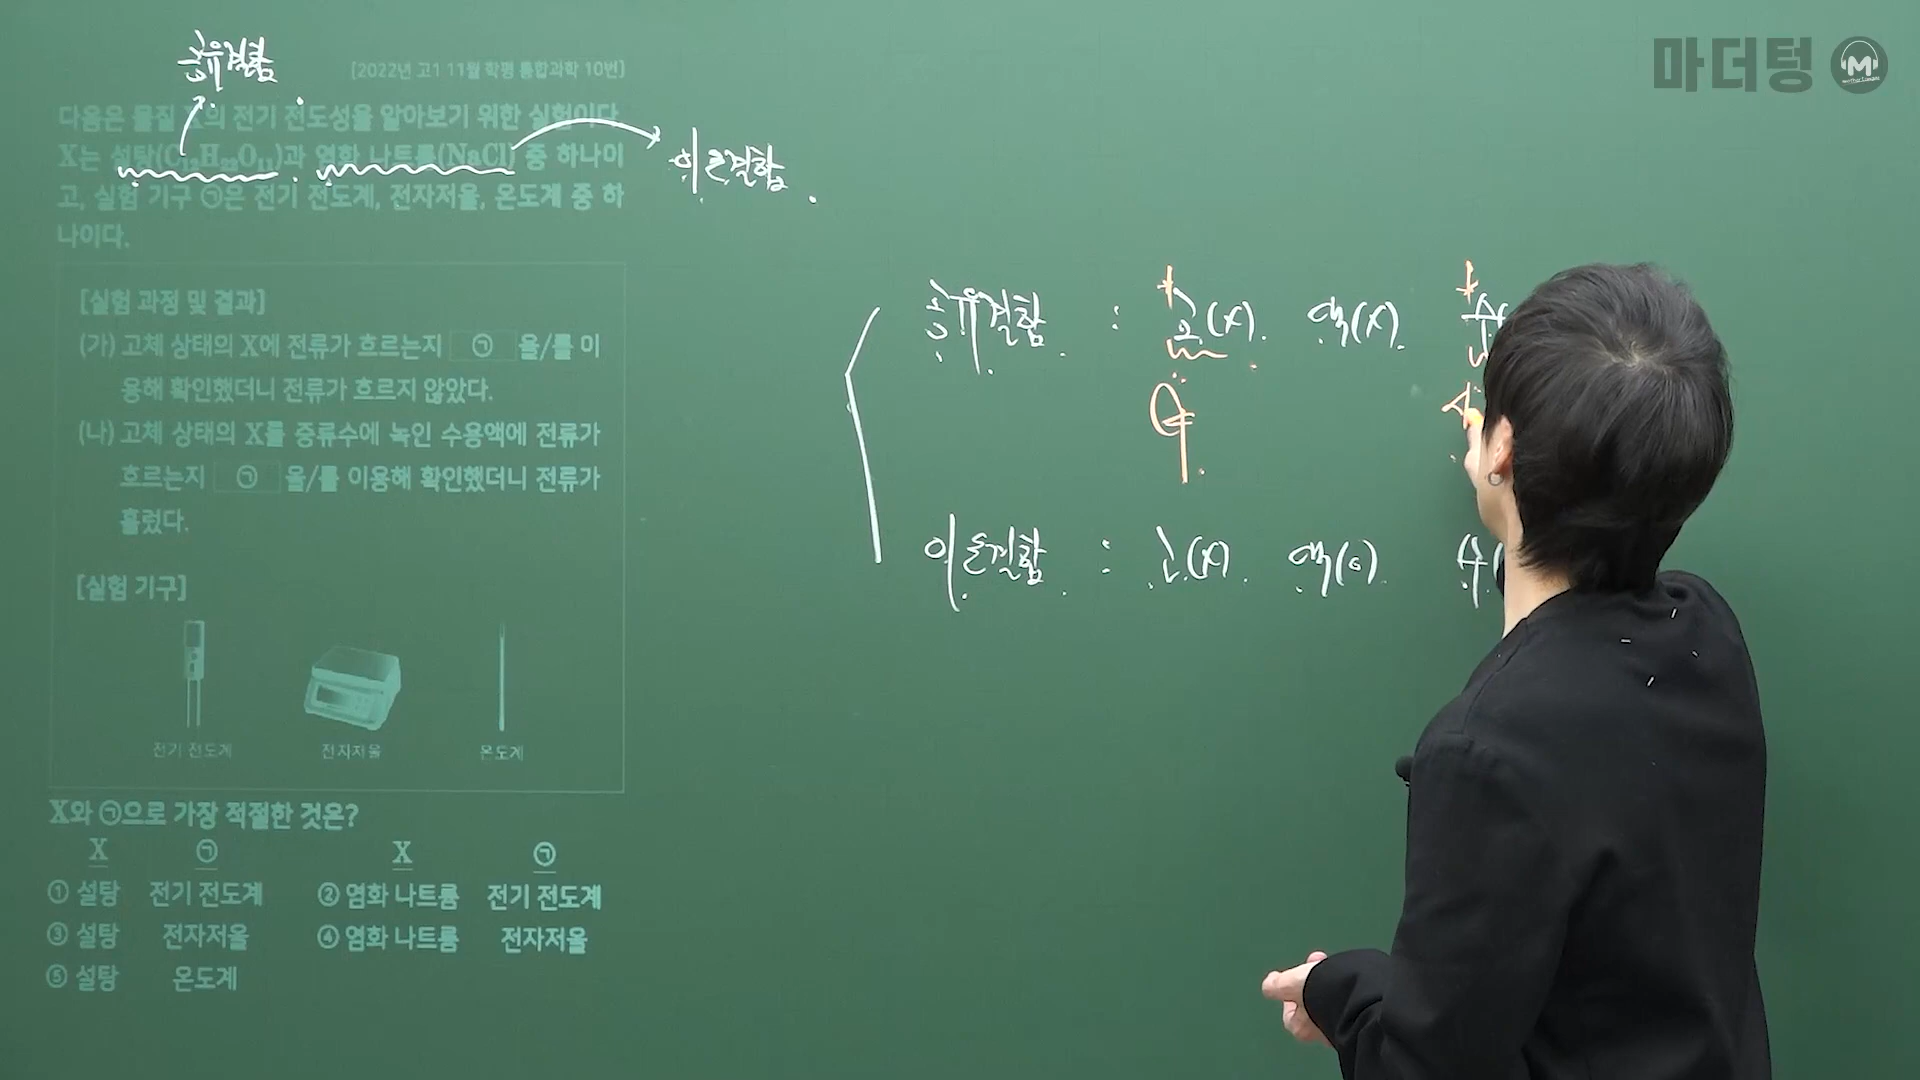 마더텅 M
공유결합
[2022년 고1 11월 학평 통합과학 10번]
다음은 물질 X의 전기 전도성을 알아보기 위한 실험이다.
X는 설탕(C₁₂H₂₂O₁₁)과 염화 나트륨(NaCl) 중 하나이
이온결합
고, 실험 기구 ㉠은 전기 전도계, 전자저울, 온도계 중 하
나이다.
[실험 과정 및 결과]
(가) 고체 상태의 X에 전류가 흐르는지 ㉠ 을/를 이
용해 확인했더니 전류가 흐르지 않았다.
(나) 고체 상태의 X를 증류수에 녹인 수용액에 전류가
흐르는지 ㉠ 을/를 이용해 확인했더니 전류가
흘렀다.
[실험 기구]
전기 전도계 전자저울 온도계
X와 ㉠으로 가장 적절한 것은?
X ㉠ X ㉠
① 설탕 전기 전도계 ② 염화 나트륨 전기 전도계
③ 설탕 전자저울 ④ 염화 나트륨 전자저울
⑤ 설탕 온도계
공유결합 : 고(X). 액(X). 수
이온결합 : 고(X). 액(O). 수(